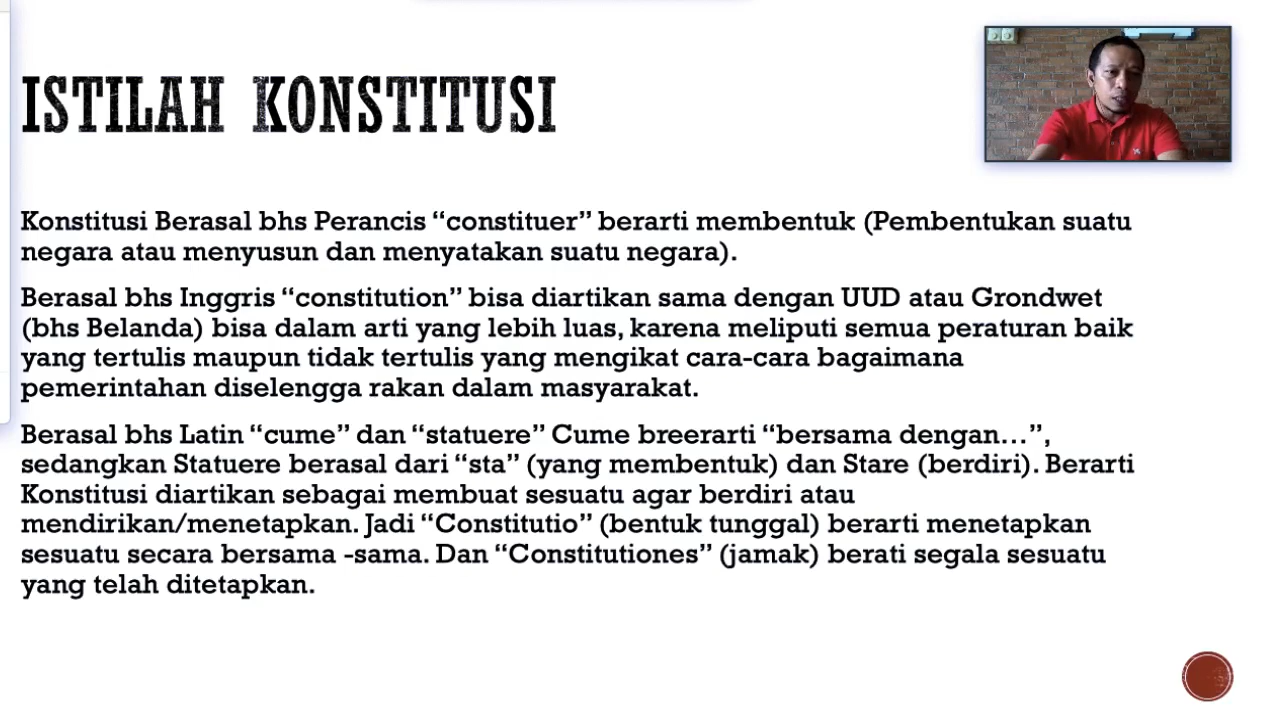 ISTILAH KONSTITUSI
Konstitusi Berasal bhs Perancis “constituer” berarti membentuk (Pembentukan suatu
negara atau menyusun dan menyatakan suatu negara).
Berasal bhs Inggris “constitution” bisa diartikan sama dengan UUD atau Grondwet
(bhs Belanda) bisa dalam arti yang lebih luas, karena meliputi semua peraturan baik
yang tertulis maupun tidak tertulis yang mengikat cara-cara bagaimana
pemerintahan diselengga rakan dalam masyarakat.
Berasal bhs Latin “cume” dan “statuere” Cume breerarti “bersama dengan...”,
sedangkan Statuere berasal dari “sta” (yang membentuk) dan Stare (berdiri). Berarti
Konstitusi diartikan sebagai membuat sesuatu agar berdiri atau
mendirikan/menetapkan. Jadi “Constitutio” (bentuk tunggal) berarti menetapkan
sesuatu secara bersama -sama. Dan “Constitutiones” (jamak) berati segala sesuatu
yang telah ditetapkan.